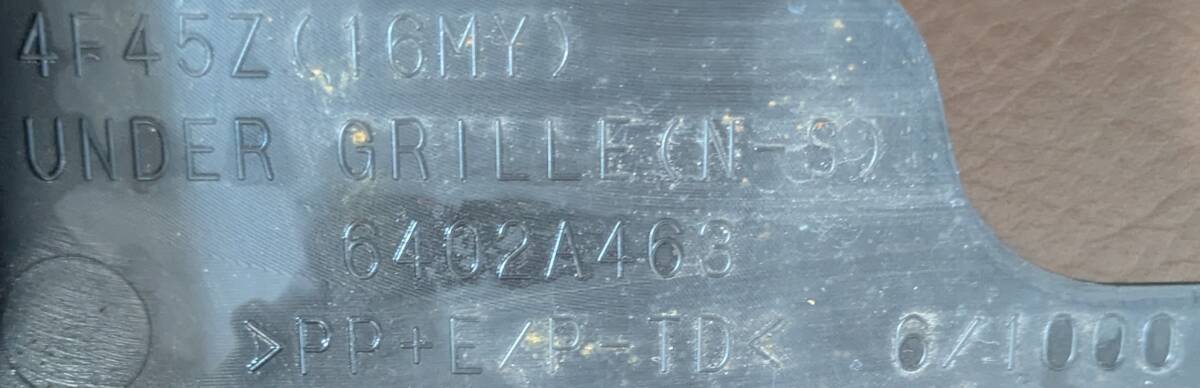 4F45Z(16MY)
UNDER GRILLE(N-S)
6402A463
>PP+E/P-TD< 6/1000